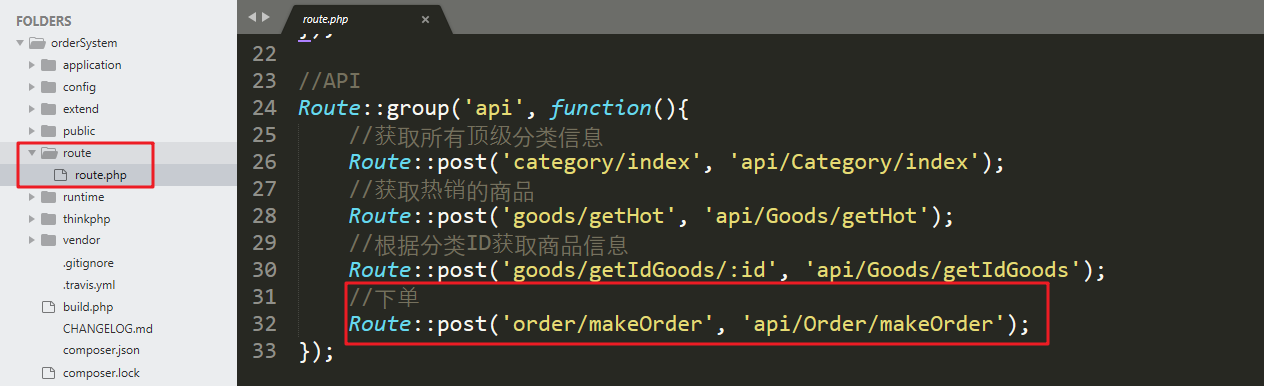 FOLDERS
orderSystem
application
config
extend
public
route
route.php
runtime
thinkphp
vendor
.gitignore
.travis.yml
build.php
CHANGELOG.md
composer.json
composer.lock
route.php
});
22
23 //API
24 Route::group('api', function(){
25 //获取所有顶级分类信息
26 Route::post('category/index', 'api/Category/index');
27 //获取热销的商品
28 Route::post('goods/getHot', 'api/Goods/getHot');
29 //根据分类ID获取商品信息
30 Route::post('goods/getIdGoods/:id', 'api/Goods/getIdGoods');
31 //下单
32 Route::post('order/makeOrder', 'api/Order/makeOrder');
33 });